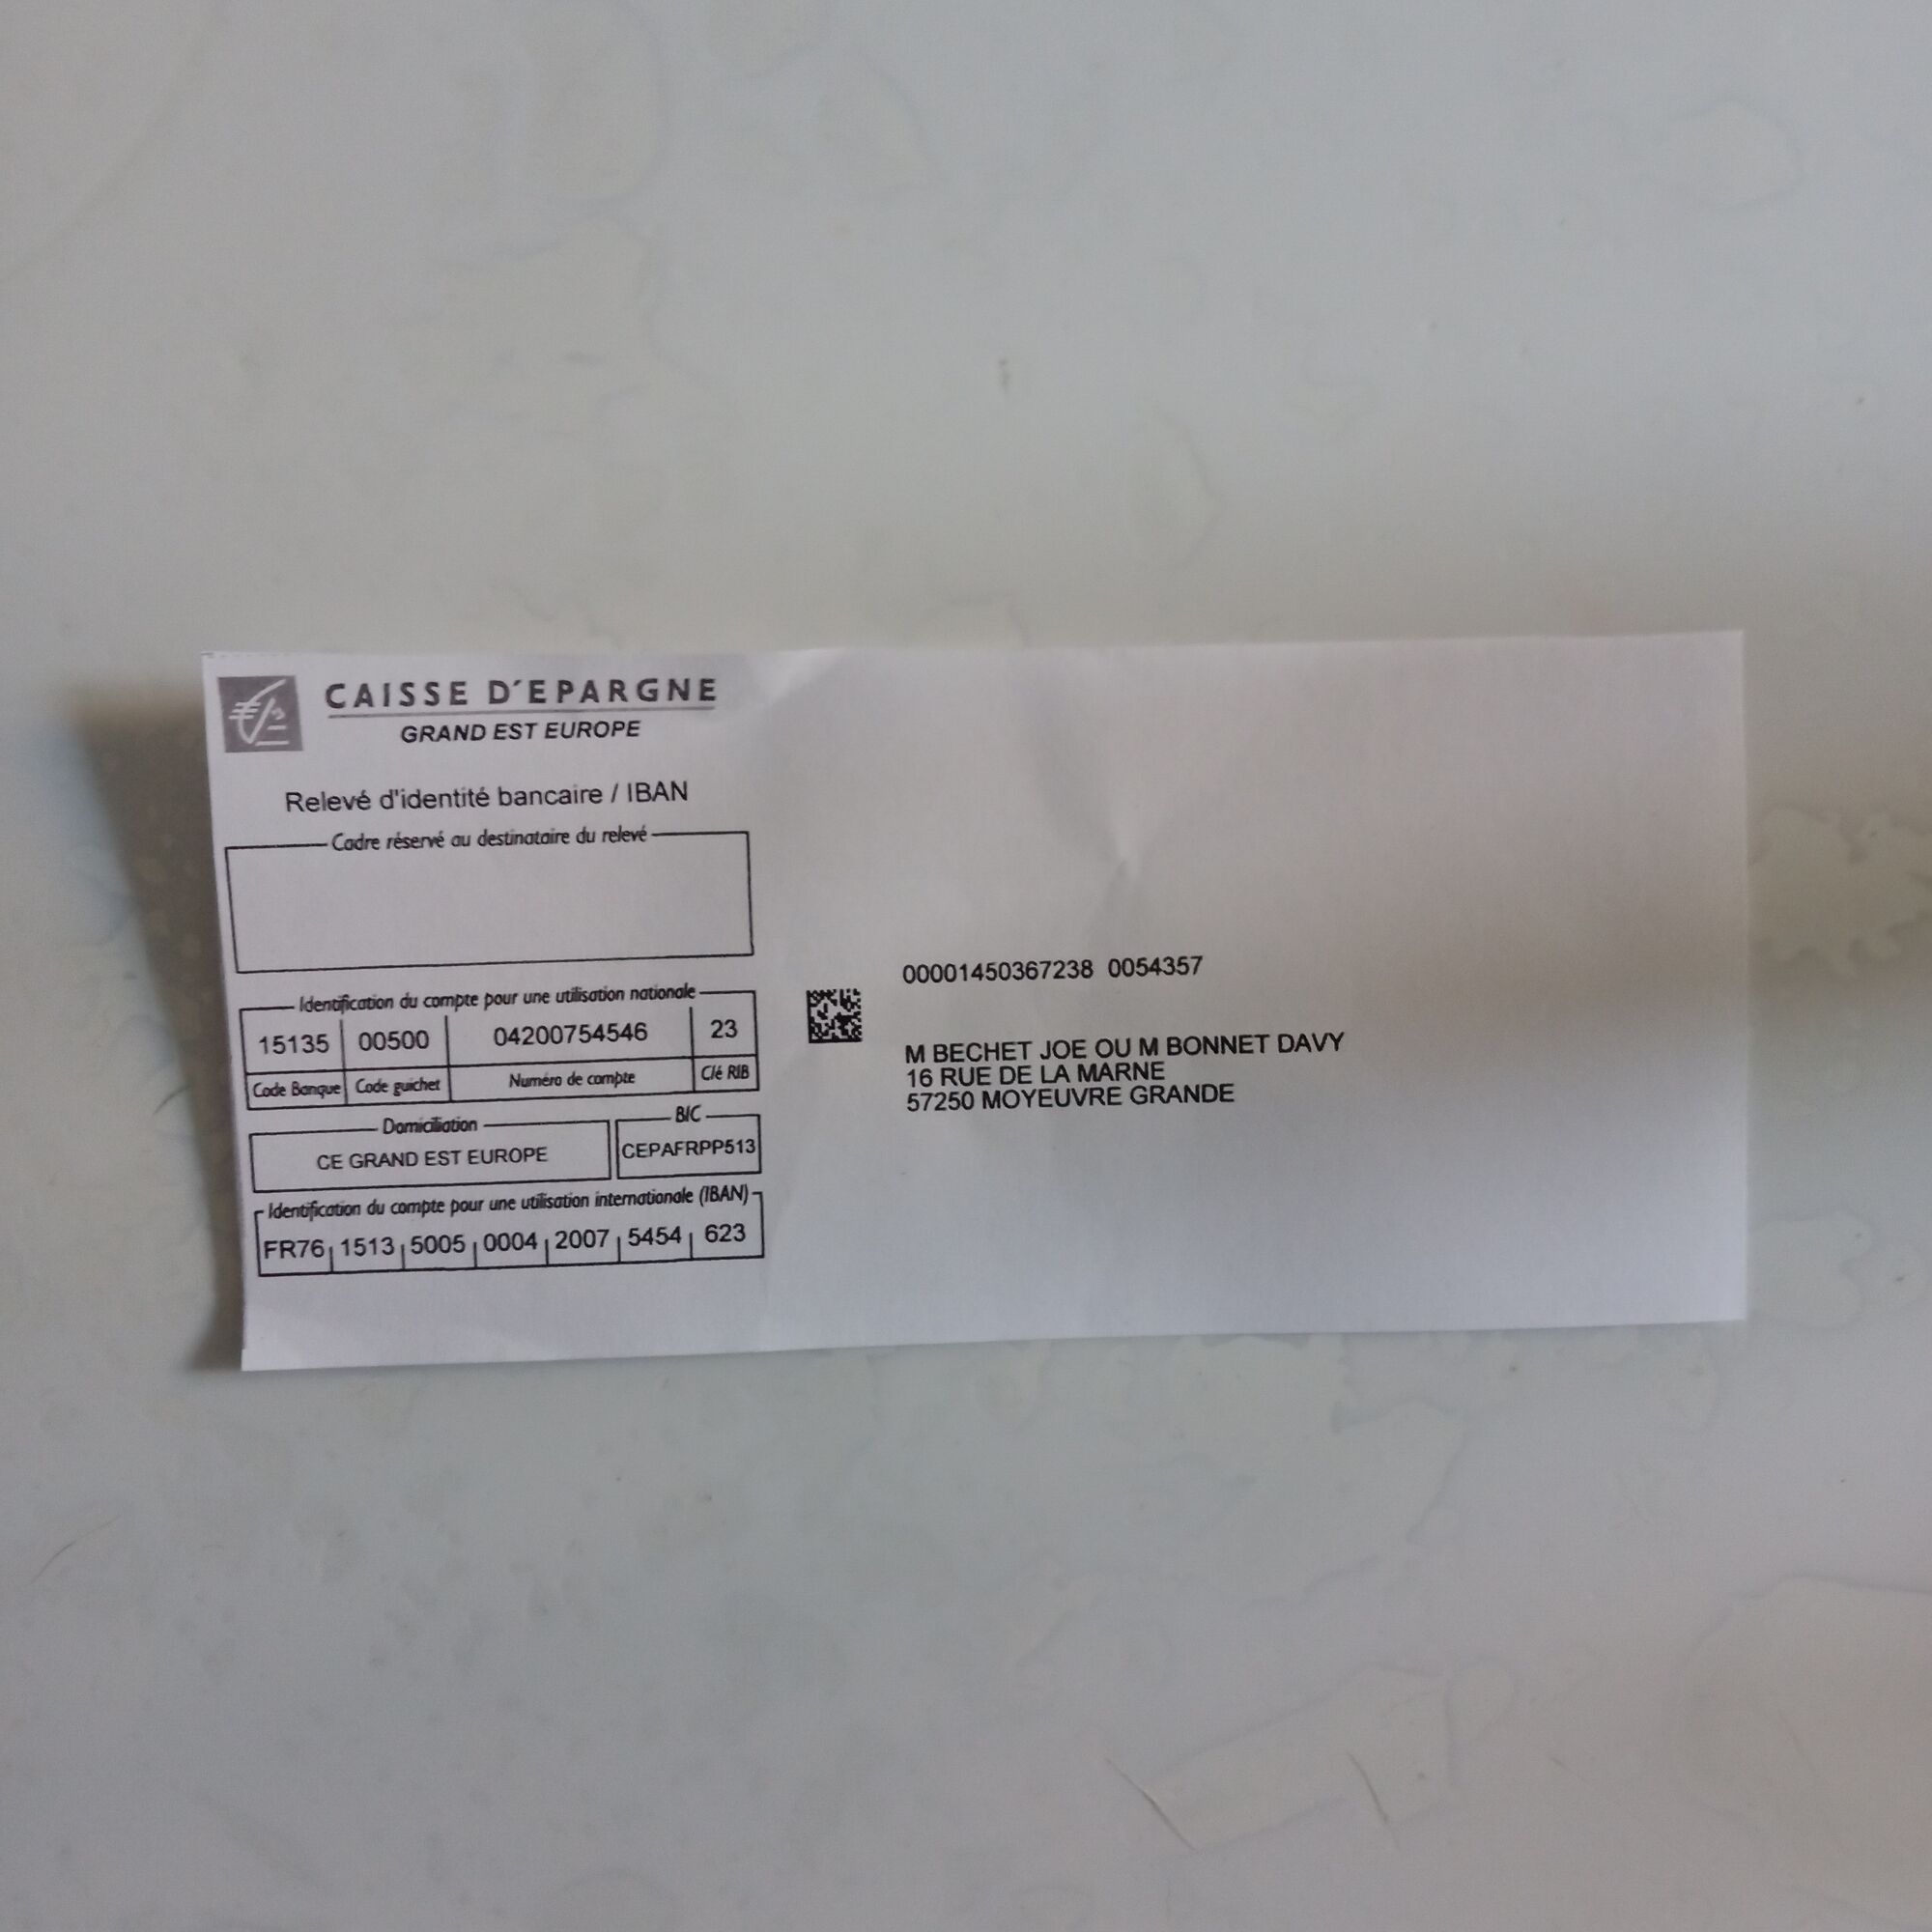 CAISSE D'EPARGNE
GRAND EST EUROPE
Relevé d'identité bancaire / IBAN
Cadre réservé au destinataire du relevé
Identification du compte pour une utilisation nationale
15135 00500 04200754546 23
Code Banque Code guichet Numéro de compte Clé RIB
Domiciliation BIC
CE GRAND EST EUROPE CEPAFRPP513
Identification du compte pour une utilisation internationale (IBAN)
FR76 1513 5005 0004 2007 5454 623
00001450367238 0054357
M BECHET JOE OU M BONNET DAVY
16 RUE DE LA MARNE
57250 MOYEUVRE GRANDE